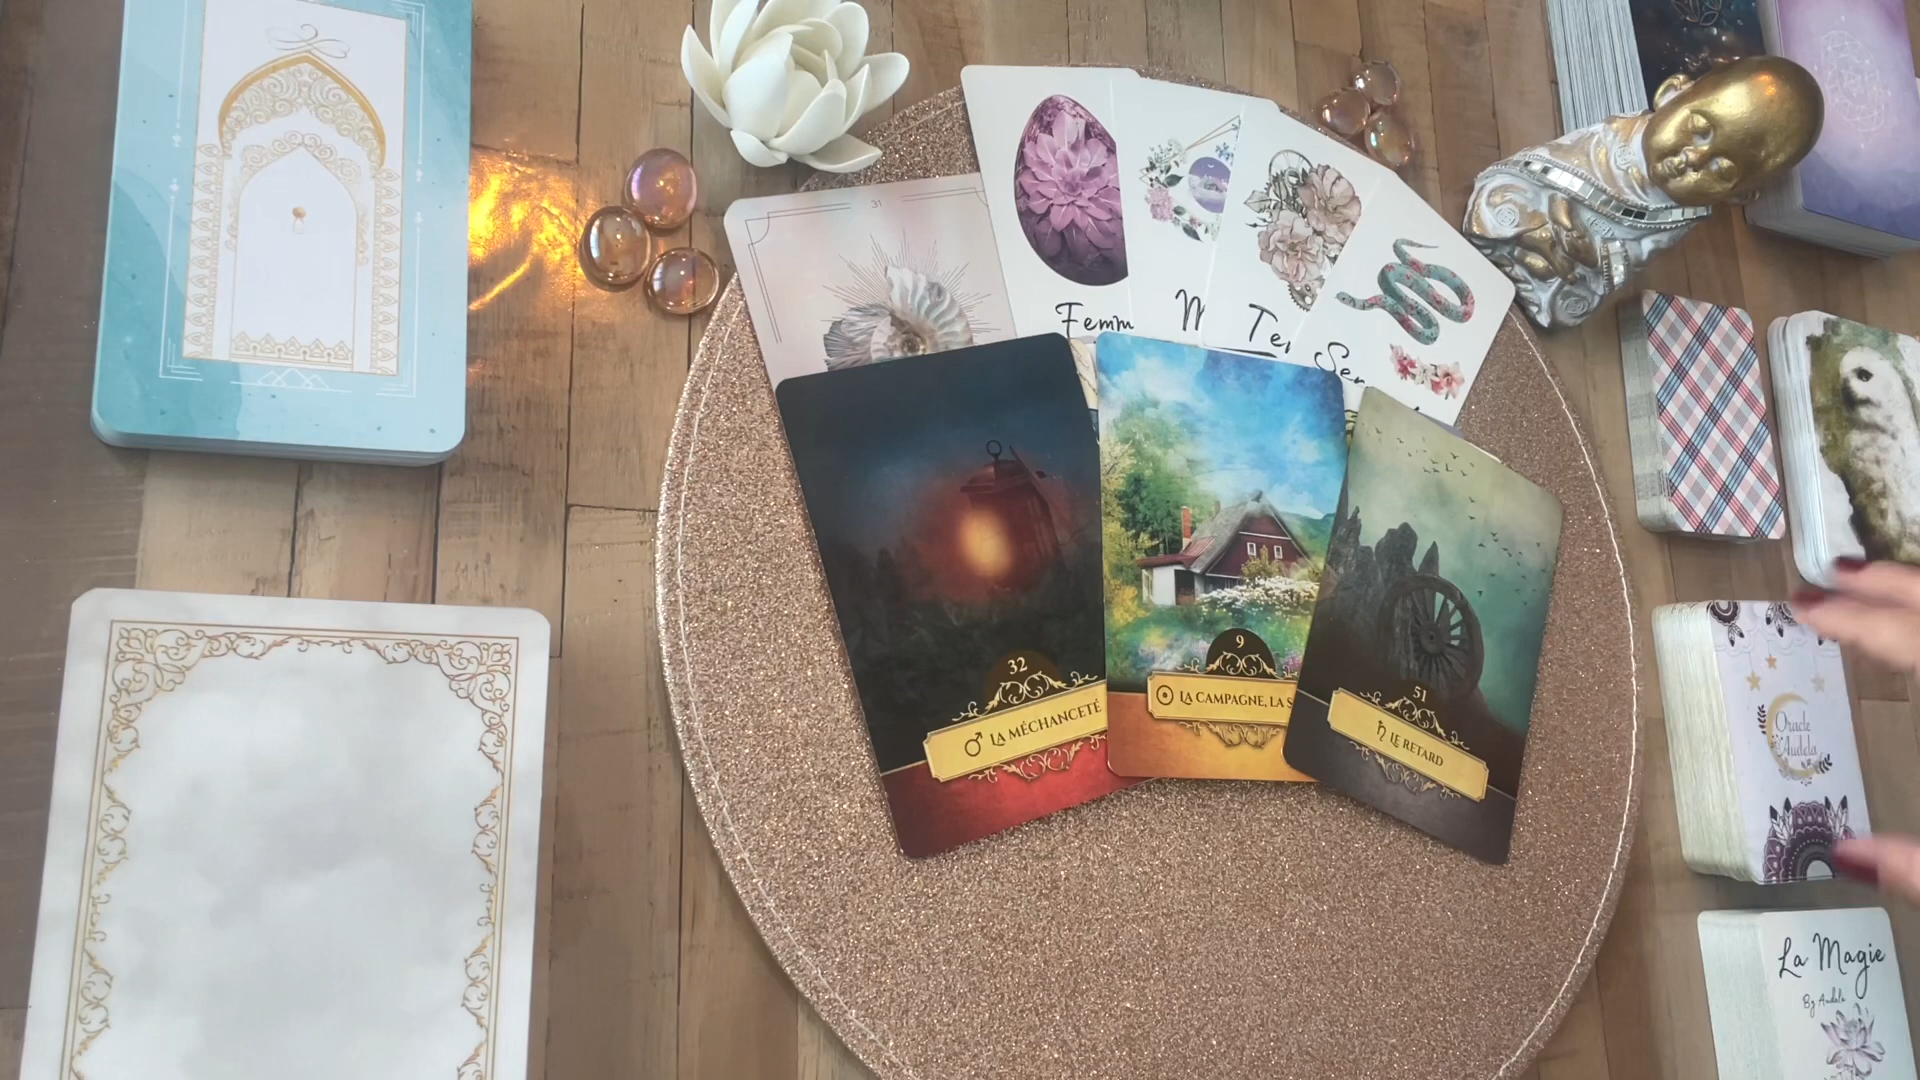 31
Femm
M
Te
Ser
32
♂ LA MÉCHANCETÉ
9
☉ LA CAMPAGNE, LA S
51
♄ LE RETARD
Oracle
Audela
La Magie
By Audela